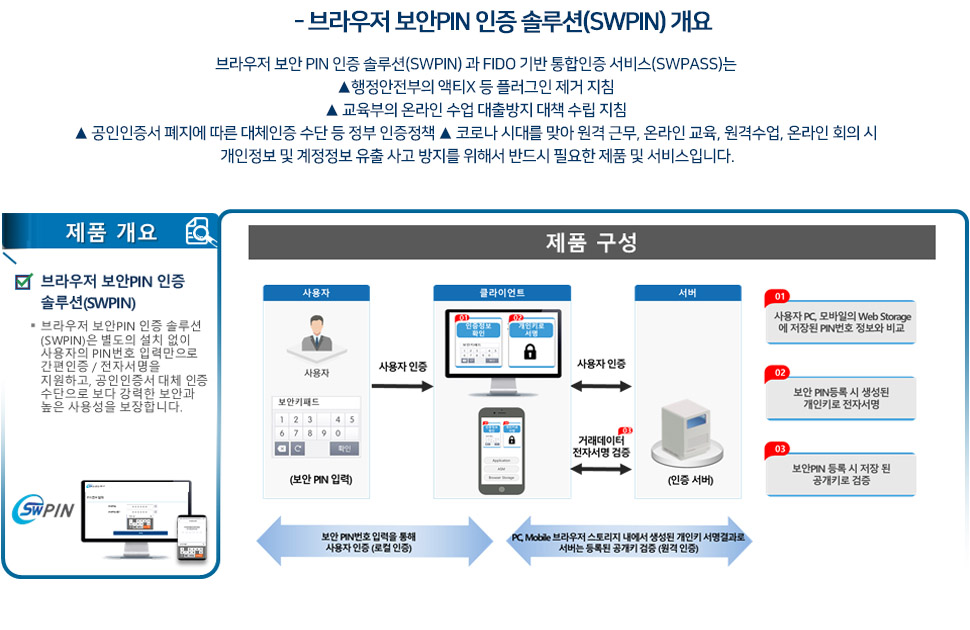 - 브라우저 보안PIN 인증 솔루션(SWPIN) 개요
브라우저 보안 PIN 인증 솔루션(SWPIN) 과 FIDO 기반 통합인증 서비스(SWPASS)는
▲행정안전부의 액티X 등 플러그인 제거 지침
▲ 교육부의 온라인 수업 대출방지 대책 수립 지침
▲ 공인인증서 폐지에 따른 대체인증 수단 등 정부 인증정책 ▲ 코로나 시대를 맞아 원격 근무, 온라인 교육, 원격수업, 온라인 회의 시
개인정보 및 계정정보 유출 사고 방지를 위해서 반드시 필요한 제품 및 서비스입니다.
제품 개요
브라우저 보안PIN 인증
솔루션(SWPIN)
▪ 브라우저 보안PIN 인증 솔루션
(SWPIN)은 별도의 설치 없이
사용자의 PIN번호 입력만으로
간편인증 / 전자서명을
지원하고, 공인인증서 대체 인증
수단으로 보다 강력한 보안과
높은 사용성을 보장합니다.
SWPIN
제품 구성
사용자
사용자
보안키패드
1 2 3 4 5
6 7 8 9 0
확인
(보안 PIN 입력)
사용자 인증
클라이언트
01
인증정보
확인
02
개인키로
서명
Application
Browser Storage
사용자 인증
03
거래데이터
전자서명 검증
서버
(인증 서버)
01
사용자 PC, 모바일의 Web Storage
에 저장된 PIN번호 정보와 비교
02
보안 PIN등록 시 생성된
개인키로 전자서명
03
보안PIN 등록 시 저장 된
공개키로 검증
보안 PIN번호 입력을 통해
사용자 인증 (로컬 인증)
PC, Mobile 브라우저 스토리지 내에서 생성된 개인키 서명결과로
서버는 등록된 공개키 검증 (원격 인증)